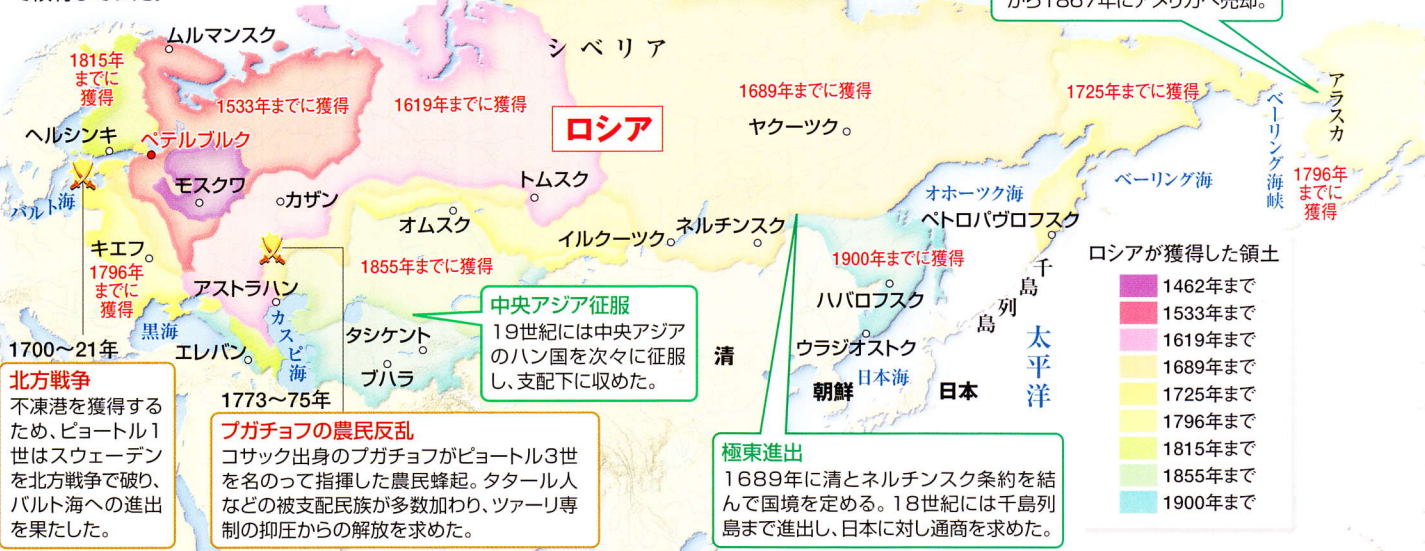 から1867年にアメリカへ売却。
ムルマンスク
シベリア
1815年
までに
獲得
1533年までに獲得
1619年までに獲得
1689年までに獲得
1725年までに獲得
アラスカ
ベーリング海峡
ロシア
ヤクーツク
ヘルシンキ
ペテルブルク
モスクワ
カザン
トムスク
オホーツク海
ベーリング海
1796年
までに
獲得
バルト海
オムスク
イルクーツク
ネルチンスク
ペトロパヴロフスク
キエフ
1796年
までに
獲得
1855年までに獲得
1900年までに獲得
アストラハン
ハバロフスク
千島列島
黒海
エレバン
カスピ海
タシケント
ブハラ
清
ウラジオストク
朝鮮
日本海
日本
太平洋
ロシアが獲得した領土
1462年まで
1533年まで
1619年まで
1689年まで
1725年まで
1796年まで
1815年まで
1855年まで
1900年まで
中央アジア征服
19世紀には中央アジア
のハン国を次々に征服
し、支配下に収めた。
1700〜21年
北方戦争
不凍港を獲得する
ため、ピョートル1
世はスウェーデン
を北方戦争で破り、
バルト海への進出
を果たした。
1773〜75年
プガチョフの農民反乱
コサック出身のプガチョフがピョートル3世
を名のって指揮した農民蜂起。タタール人
などの被支配民族が多数加わり、ツァーリ専
制の抑圧からの解放を求めた。
極東進出
1689年に清とネルチンスク条約を結
んで国境を定める。18世紀には千島列
島まで進出し、日本に対し通商を求めた。